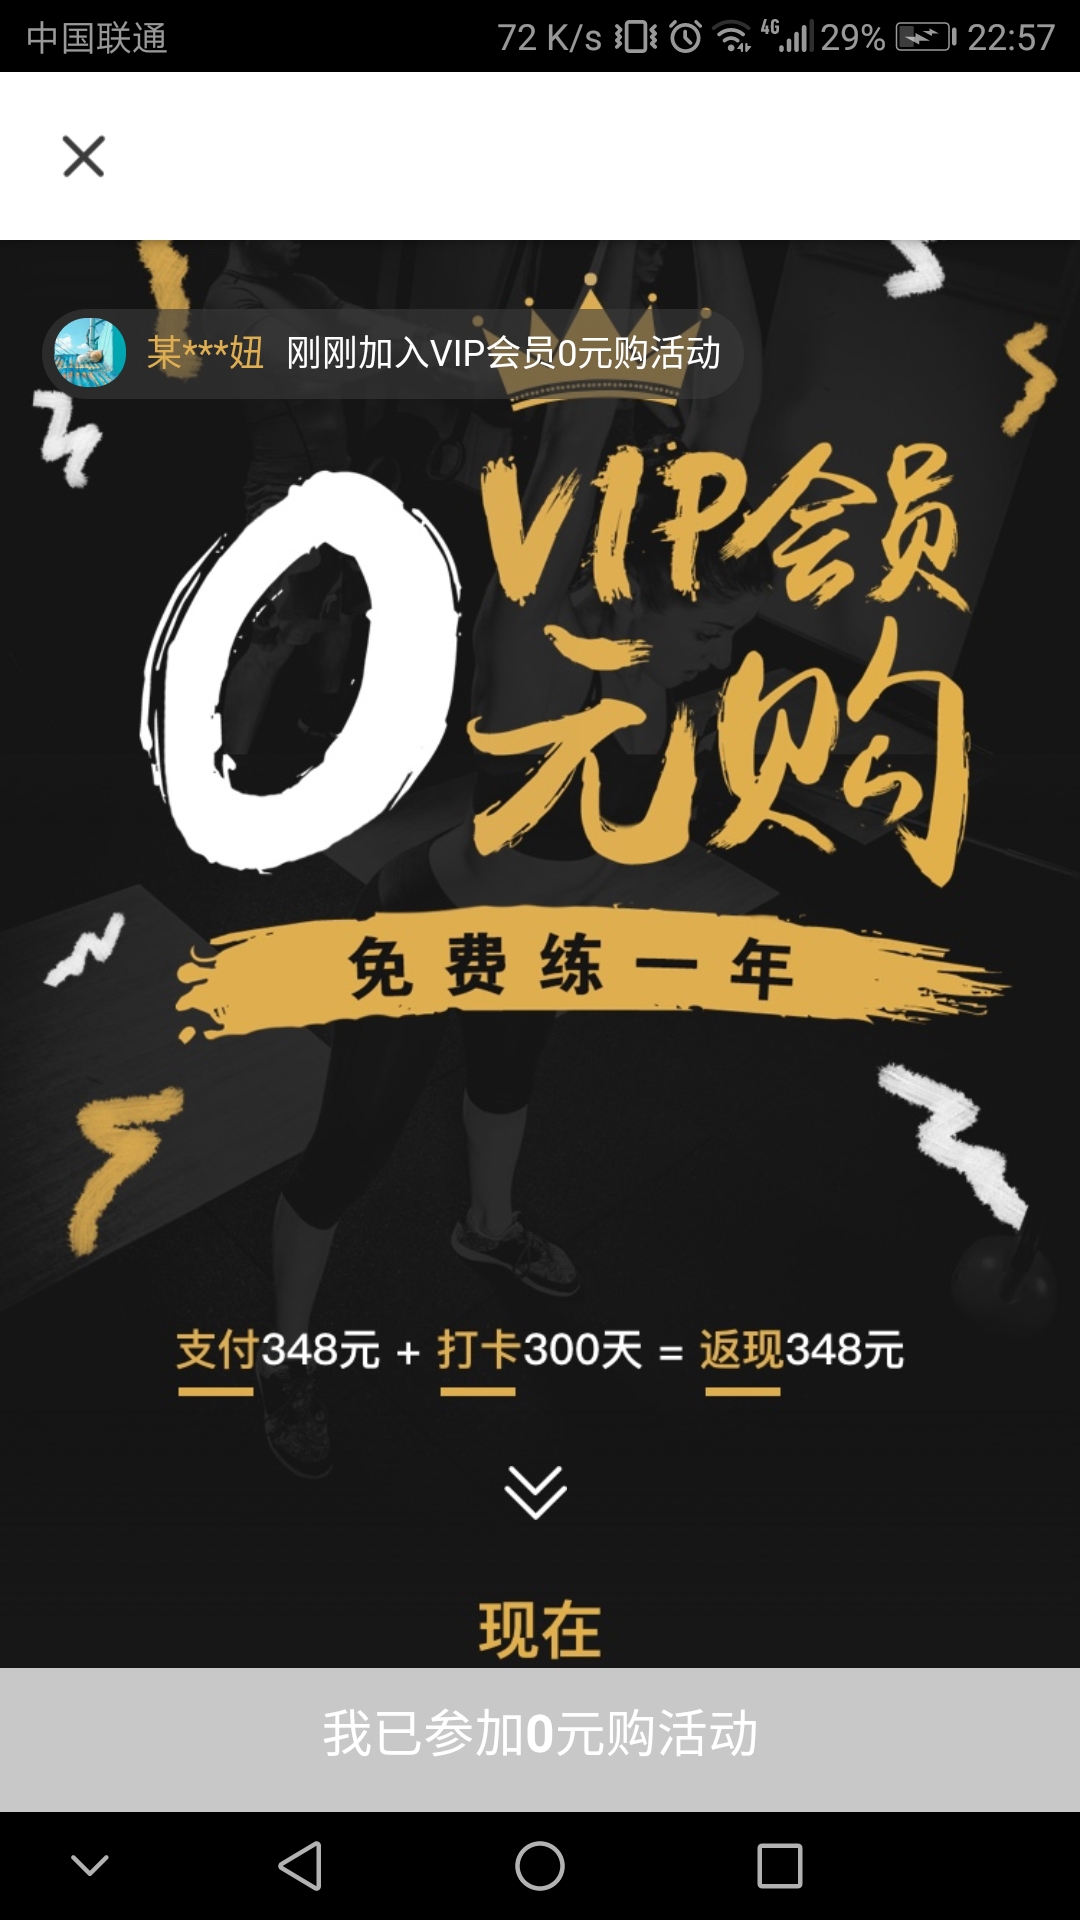 中国联通 72 K/s 4G 29% 22:57
某***妞 刚刚加入VIP会员0元购活动
VIP会员
0元购
免费练一年
支付348元 + 打卡300天 = 返现348元
现在
我已参加0元购活动